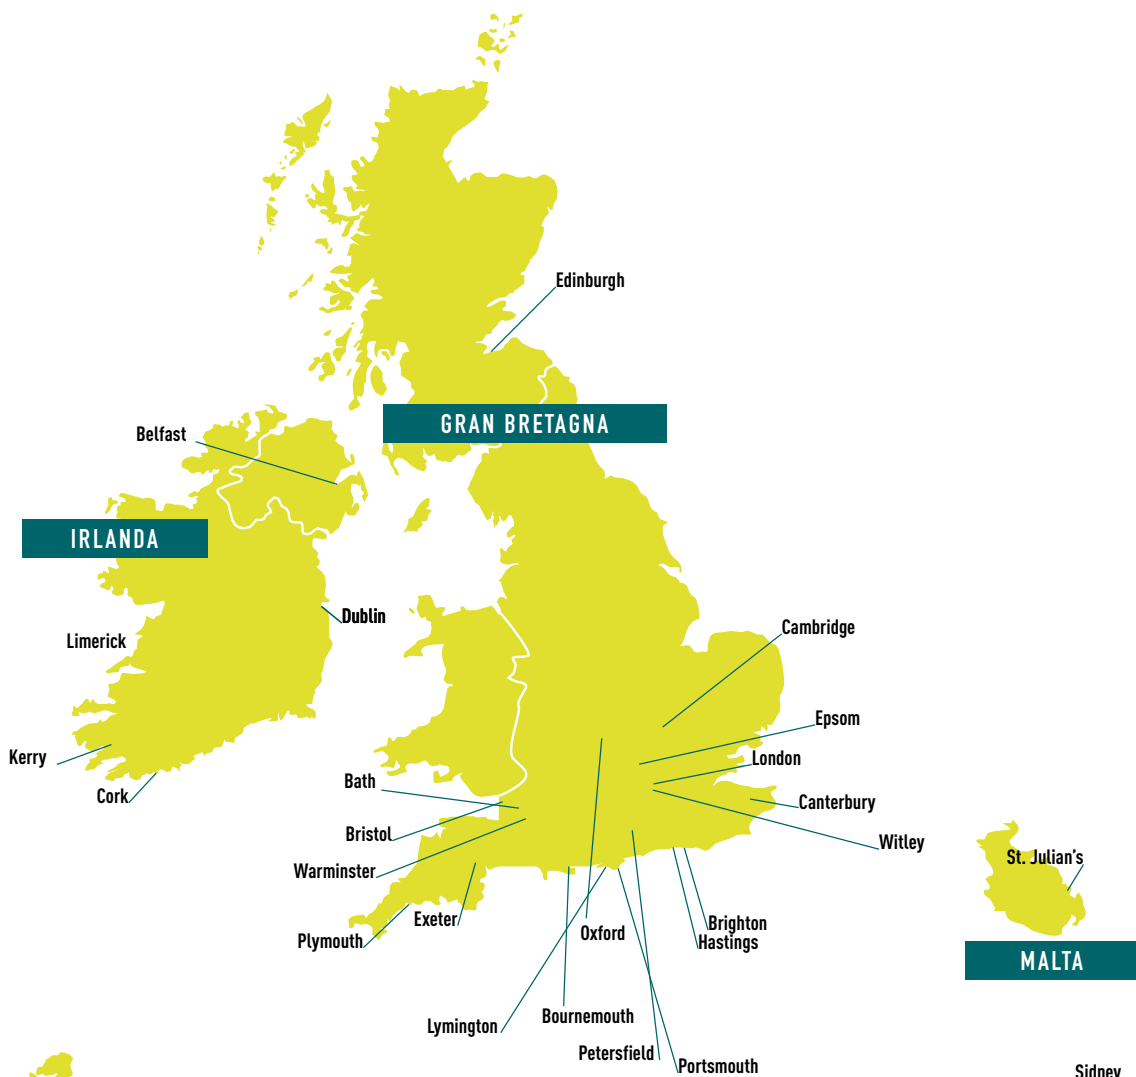 Edinburgh
GRAN BRETAGNA
Belfast
IRLANDA
Dublin
Cambridge
Limerick
Epsom
Kerry
London
Bath
Cork
Canterbury
Bristol
Witley
St. Julian's
Warminster
Exeter
Brighton
Oxford
Plymouth
Hastings
MALTA
Bournemouth
Lymington
Petersfield
Portsmouth
Sidney